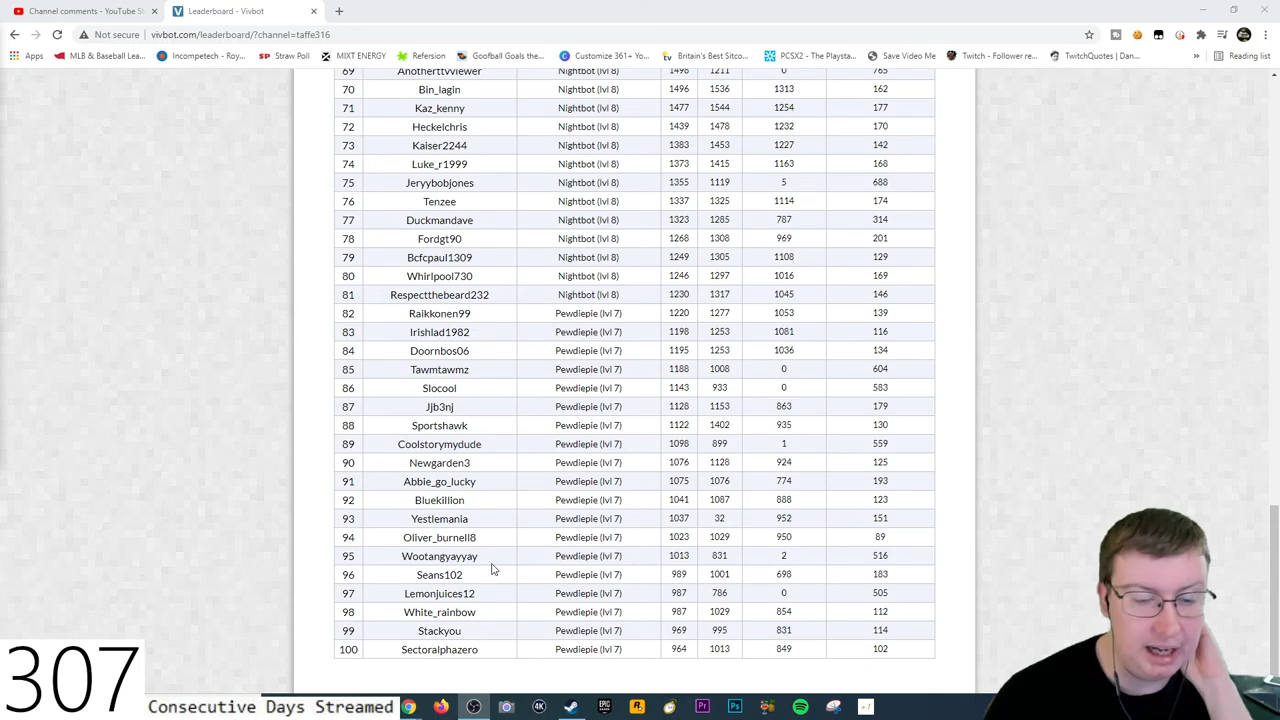 Channel comments - YouTube St
Leaderboard - Vivbot
Not secure
vivbot.com/leaderboard/?channel=taffe316
Apps
MLB & Baseball Lea...
Incompetech - Royal...
Straw Poll
MIXT ENERGY
Refersion
Goofball Goals the...
Customize 361+ Yo...
Britain's Best Sitco...
PCSX2 - The Playsta...
Save Video Me
Twitch - Follower re...
TwitchQuotes | Dan...
»
Reading list
69 Anotherttvviewer Nightbot (lvl 8) 1496 1211 0 765
70 Bin_lagin Nightbot (lvl 8) 1496 1536 1313 162
71 Kaz_kenny Nightbot (lvl 8) 1477 1544 1254 177
72 Heckelchris Nightbot (lvl 8) 1439 1478 1232 170
73 Kaiser2244 Nightbot (lvl 8) 1383 1453 1227 142
74 Luke_r1999 Nightbot (lvl 8) 1373 1415 1163 168
75 Jeryybobjones Nightbot (lvl 8) 1355 1119 5 688
76 Tenzee Nightbot (lvl 8) 1337 1325 1114 174
77 Duckmandave Nightbot (lvl 8) 1323 1285 787 314
78 Fordgt90 Nightbot (lvl 8) 1268 1308 969 201
79 Bcfcpaul1309 Nightbot (lvl 8) 1249 1305 1108 129
80 Whirlpool730 Nightbot (lvl 8) 1246 1297 1016 169
81 Respectthebeard232 Nightbot (lvl 8) 1230 1317 1045 146
82 Raikkonen99 Pewdiepie (lvl 7) 1220 1277 1053 139
83 Irishlad1982 Pewdiepie (lvl 7) 1198 1253 1081 116
84 Doornbos06 Pewdiepie (lvl 7) 1195 1253 1036 134
85 Tawmtawmz Pewdiepie (lvl 7) 1188 1008 0 604
86 Slocool Pewdiepie (lvl 7) 1143 933 0 583
87 Jjb3nj Pewdiepie (lvl 7) 1128 1153 863 179
88 Sportshawk Pewdiepie (lvl 7) 1122 1402 935 130
89 Coolstorymydude Pewdiepie (lvl 7) 1098 899 1 559
90 Newgarden3 Pewdiepie (lvl 7) 1076 1128 924 125
91 Abbie_go_lucky Pewdiepie (lvl 7) 1075 1076 774 193
92 Bluekillion Pewdiepie (lvl 7) 1041 1087 888 123
93 Yestlemania Pewdiepie (lvl 7) 1037 32 952 151
94 Oliver_burnell8 Pewdiepie (lvl 7) 1023 1029 950 89
95 Wootangyayyay Pewdiepie (lvl 7) 1013 831 2 516
96 Seans102 Pewdiepie (lvl 7) 989 1001 698 183
97 Lemonjuices12 Pewdiepie (lvl 7) 987 786 0 505
98 White_rainbow Pewdiepie (lvl 7) 987 1029 854 112
99 Stackyou Pewdiepie (lvl 7) 969 995 831 114
100 Sectoralphazero Pewdiepie (lvl 7) 964 1013 849 102
307
Consecutive Days Streamed
4K
EPIC
Pr
Ps